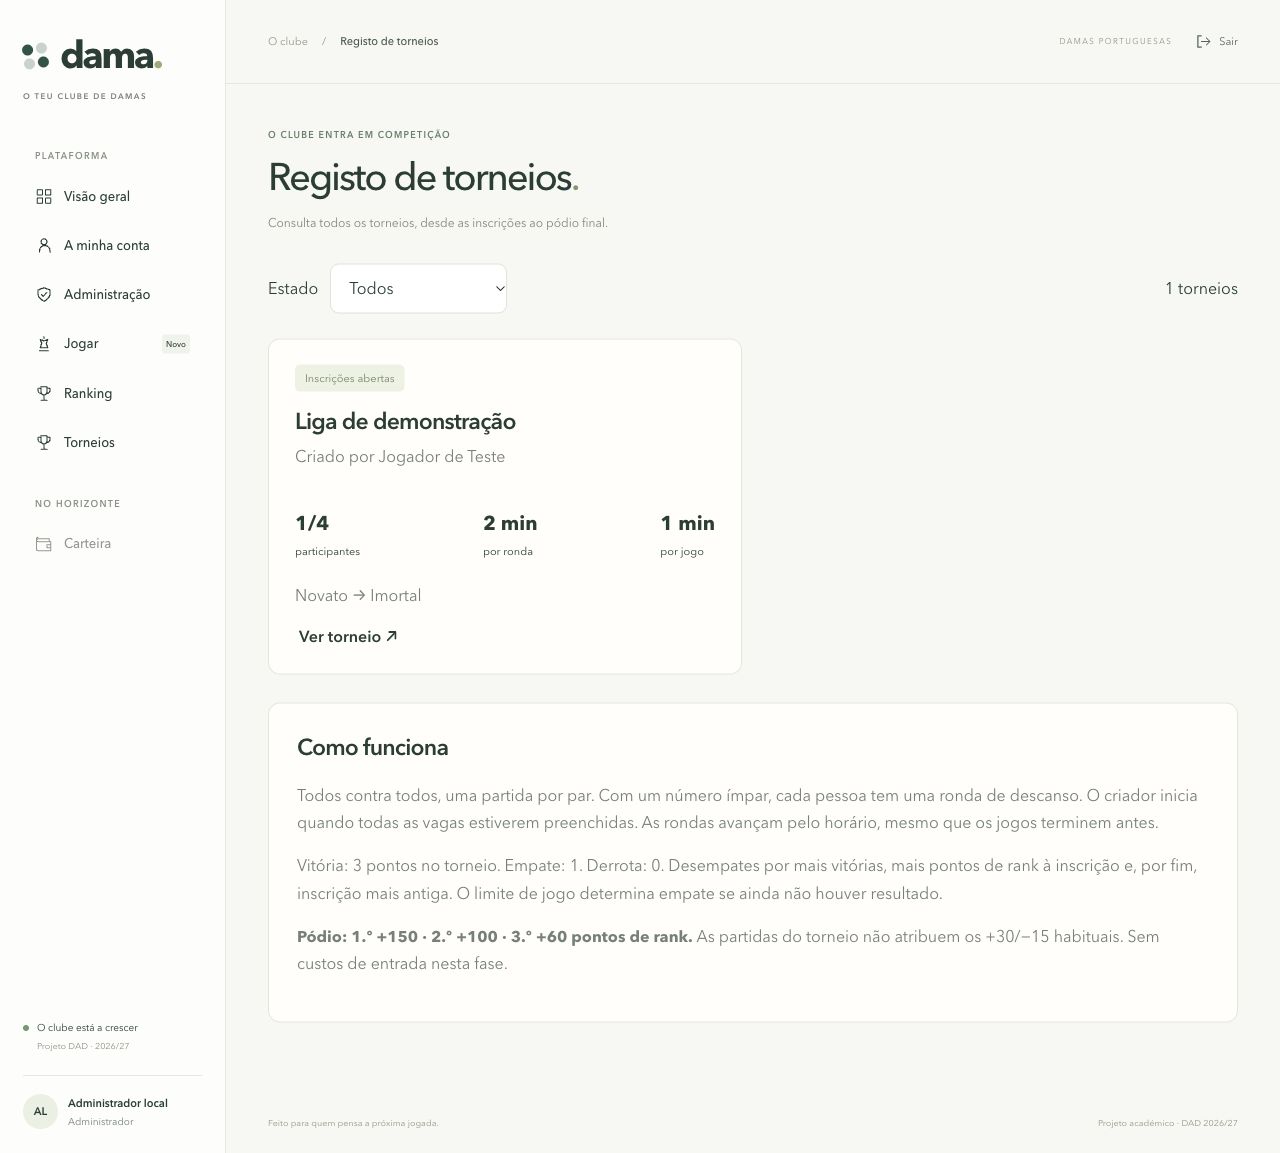 dama.
O TEU CLUBE DE DAMAS
PLATAFORMA
Visão geral
A minha conta
Administração
Jogar Novo
Ranking
Torneios
NO HORIZONTE
Carteira
O clube está a crescer
Projeto DAD · 2026/27
AL
Administrador local
Administrador
O clube / Registo de torneios
DAMAS PORTUGUESAS Sair
O CLUBE ENTRA EM COMPETIÇÃO
Registo de torneios.
Consulta todos os torneios, desde as inscrições ao pódio final.
Estado Todos 1 torneios
Inscrições abertas
Liga de demonstração
Criado por Jogador de Teste
1/4 2 min 1 min
participantes por ronda por jogo
Novato → Imortal
Ver torneio ↗
Como funciona
Todos contra todos, uma partida por par. Com um número ímpar, cada pessoa tem uma ronda de descanso. O criador inicia
quando todas as vagas estiverem preenchidas. As rondas avançam pelo horário, mesmo que os jogos terminem antes.
Vitória: 3 pontos no torneio. Empate: 1. Derrota: 0. Desempates por mais vitórias, mais pontos de rank à inscrição e, por fim,
inscrição mais antiga. O limite de jogo determina empate se ainda não houver resultado.
Pódio: 1.º +150 · 2.º +100 · 3.º +60 pontos de rank. As partidas do torneio não atribuem os +30/−15 habituais. Sem
custos de entrada nesta fase.
Feito para quem pensa a próxima jogada.
Projeto académico · DAD 2026/27